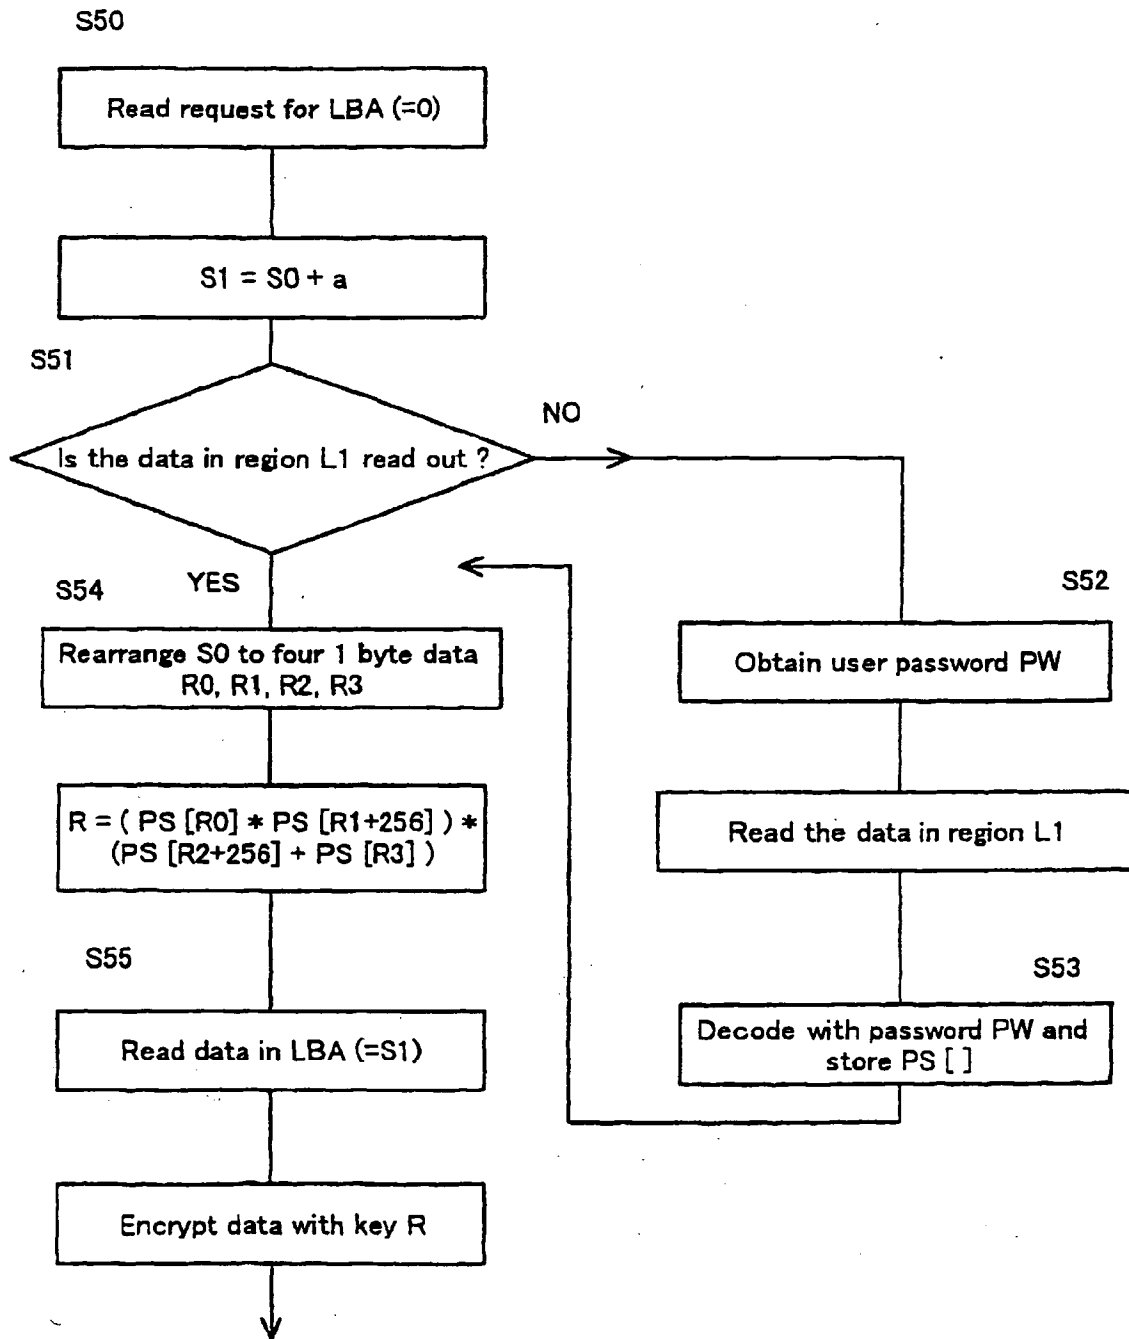 S50
Read request for LBA (=0)
S1 = S0 + a
S51
Is the data in region L1 read out ?
NO
YES
S54
Rearrange S0 to four 1 byte data
R0, R1, R2, R3
R = ( PS [R0] * PS [R1+256] ) *
(PS [R2+256] + PS [R3] )
S55
Read data in LBA (=S1)
Encrypt data with key R
S52
Obtain user password PW
Read the data in region L1
S53
Decode with password PW and
store PS [ ]